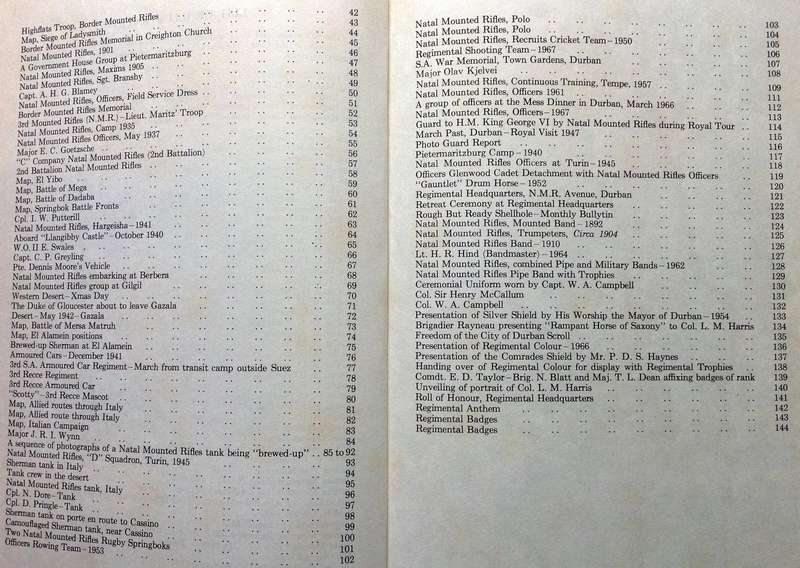 Highflats Troop, Border Mounted Rifles .. 42
Map, Siege of Ladysmith .. 43
Border Mounted Rifles Memorial in Creighton Church .. 44
Natal Mounted Rifles, 1901 .. 45
A Government House Group at Pietermaritzburg .. 46
Natal Mounted Rifles, Maxims 1905 .. 47
Natal Mounted Rifles, Sgt. Bransby .. 48
Capt. A. H. G. Blamey .. 49
Natal Mounted Rifles, Officers, Field Service Dress .. 50
Border Mounted Rifles Memorial .. 51
3rd Mounted Rifles (N.M.R.)–Lieut. Maritz' Troop .. 52
Natal Mounted Rifles, Camp 1935 .. 53
Natal Mounted Rifles Officers, May 1937 .. 54
Major E. C. Goetzsche .. 55
"C" Company Natal Mounted Rifles (2nd Battalion) .. 56
2nd Battalion Natal Mounted Rifles .. 57
Map, El Yibo .. 58
Map, Battle of Mega .. 59
Map, Battle of Dadaba .. 60
Map, Springbok Battle Fronts .. 61
Cpl. I. W. Putterill .. 62
Natal Mounted Rifles, Hargeisha–1941 .. 63
Aboard "Llangibby Castle"–October 1940 .. 64
W.O. II E. Swales .. 65
Capt. C. P. Greyling .. 66
Pte. Dennis Moore's Vehicle .. 67
Natal Mounted Rifles embarking at Berbera .. 68
Natal Mounted Rifles group at Gilgil .. 69
Western Desert–Xmas Day .. 70
The Duke of Gloucester about to leave Gazala .. 71
Desert–May 1942–Gazala .. 72
Map, Battle of Mersa Matruh .. 73
Map, El Alamein positions .. 74
Brewed-up Sherman at El Alamein .. 75
Armoured Cars–December 1941 .. 76
3rd S.A. Armoured Car Regiment–March from transit camp outside Suez .. 77
3rd Recce Regiment .. 78
3rd Recce Armoured Car .. 79
"Scotty"–3rd Recce Mascot .. 80
Map, Allied routes through Italy .. 81
Map, Allied route through Italy .. 82
Map, Italian Campaign .. 83
Major J. R. I. Wynn .. 84
A sequence of photographs of a Natal Mounted Rifles tank being "brewed-up" .. 85 to 92
Natal Mounted Rifles, "D" Squadron, Turin, 1945 .. 93
Sherman tank in Italy .. 94
Tank crew in the desert .. 95
Natal Mounted Rifles tank, Italy .. 96
Cpl. N. Dore–Tank .. 97
Cpl. D. Pringle–Tank .. 98
Sherman tank on porte en route to Cassino .. 99
Camouflaged Sherman tank, near Cassino .. 100
Two Natal Mounted Rifles Rugby Springboks .. 101
Officers Rowing Team–1953 .. 102
Natal Mounted Rifles, Polo .. 103
Natal Mounted Rifles, Polo .. 104
Natal Mounted Rifles, Recruits Cricket Team–1950 .. 105
Regimental Shooting Team–1967 .. 106
S.A. War Memorial, Town Gardens, Durban .. 107
Major Olav Kjelvei .. 108
Natal Mounted Rifles, Continuous Training, Tempe, 1957 .. 109
Natal Mounted Rifles, Officers 1961 .. 111
A group of officers at the Mess Dinner in Durban, March 1966 .. 112
Natal Mounted Rifles, Officers–1967 .. 113
Guard to H.M. King George VI by Natal Mounted Rifles during Royal Tour .. 114
March Past, Durban–Royal Visit 1947 .. 115
Photo Guard Report .. 116
Pietermaritzburg Camp–1940 .. 117
Natal Mounted Rifles Officers at Turin–1945 .. 118
Officers Glenwood Cadet Detachment with Natal Mounted Rifles Officers .. 119
"Gauntlet" Drum Horse–1952 .. 120
Regimental Headquarters, N.M.R. Avenue, Durban .. 121
Retreat Ceremony at Regimental Headquarters .. 122
Rough But Ready Shellhole–Monthly Bullytin .. 123
Natal Mounted Rifles, Mounted Band–1892 .. 124
Natal Mounted Rifles, Trumpeters, Circa 1904 .. 125
Natal Mounted Rifles Band–1910 .. 126
Lt. H. R. Hind (Bandmaster)–1964 .. 127
Natal Mounted Rifles, combined Pipe and Military Bands–1962 .. 128
Natal Mounted Rifles Pipe Band with Trophies .. 129
Ceremonial Uniform worn by Capt. W. A. Campbell .. 130
Col. Sir Henry McCallum .. 131
Col. W. A. Campbell .. 132
Presentation of Silver Shield by His Worship the Mayor of Durban–1954 .. 133
Brigadier Rayneau presenting "Rampant Horse of Saxony" to Col. L. M. Harris 134
Freedom of the City of Durban Scroll .. 135
Presentation of Regimental Colour–1966 .. 136
Presentation of the Comrades Shield by Mr. P. D. S. Haynes .. 137
Handing over of Regimental Colour for display with Regimental Trophies .. 138
Comdt. E. D. Taylor–Brig. N. Blatt and Maj. T. L. Dean affixing badges of rank 139
Unveiling of portrait of Col. L. M. Harris .. 140
Roll of Honour, Regimental Headquarters .. 141
Regimental Anthem .. 142
Regimental Badges .. 143
Regimental Badges .. 144